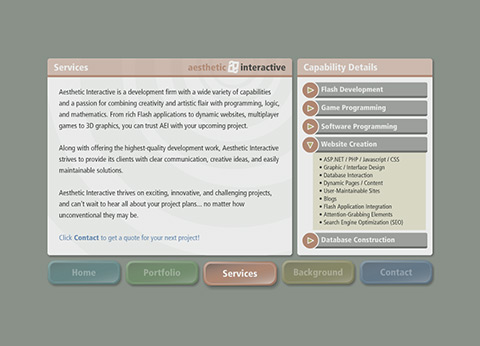 Services
aesthetic interactive
Aesthetic Interactive is a development firm with a wide variety of capabilities
and a passion for combining creativity and artistic flair with programming, logic,
and mathematics. From rich Flash applications to dynamic websites, multiplayer
games to 3D graphics, you can trust AEI with your upcoming project.
Along with offering the highest-quality development work, Aesthetic Interactive
strives to provide its clients with clear communication, creative ideas, and easily
maintainable solutions.
Aesthetic Interactive thrives on exciting, innovative, and challenging projects,
and can't wait to hear all about your project plans... no matter how
unconventional they may be.
Click Contact to get a quote for your next project!
Capability Details
Flash Development
Game Programming
Software Programming
Website Creation
• ASP.NET / PHP / Javascript / CSS
• Graphic / Interface Design
• Database Interaction
• Dynamic Pages / Content
• User-Maintainable Sites
• Blogs
• Flash Application Integration
• Attention-Grabbing Elements
• Search Engine Optimization (SEO)
Database Construction
Home
Portfolio
Services
Background
Contact